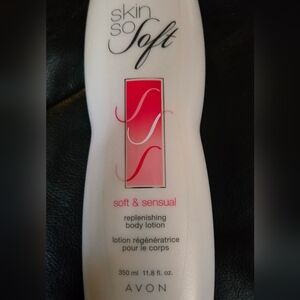 skin
so
Soft
soft & sensual
replenishing
body lotion
lotion régénératrice
pour le corps
350 ml 11.8 fl. oz.
AVON